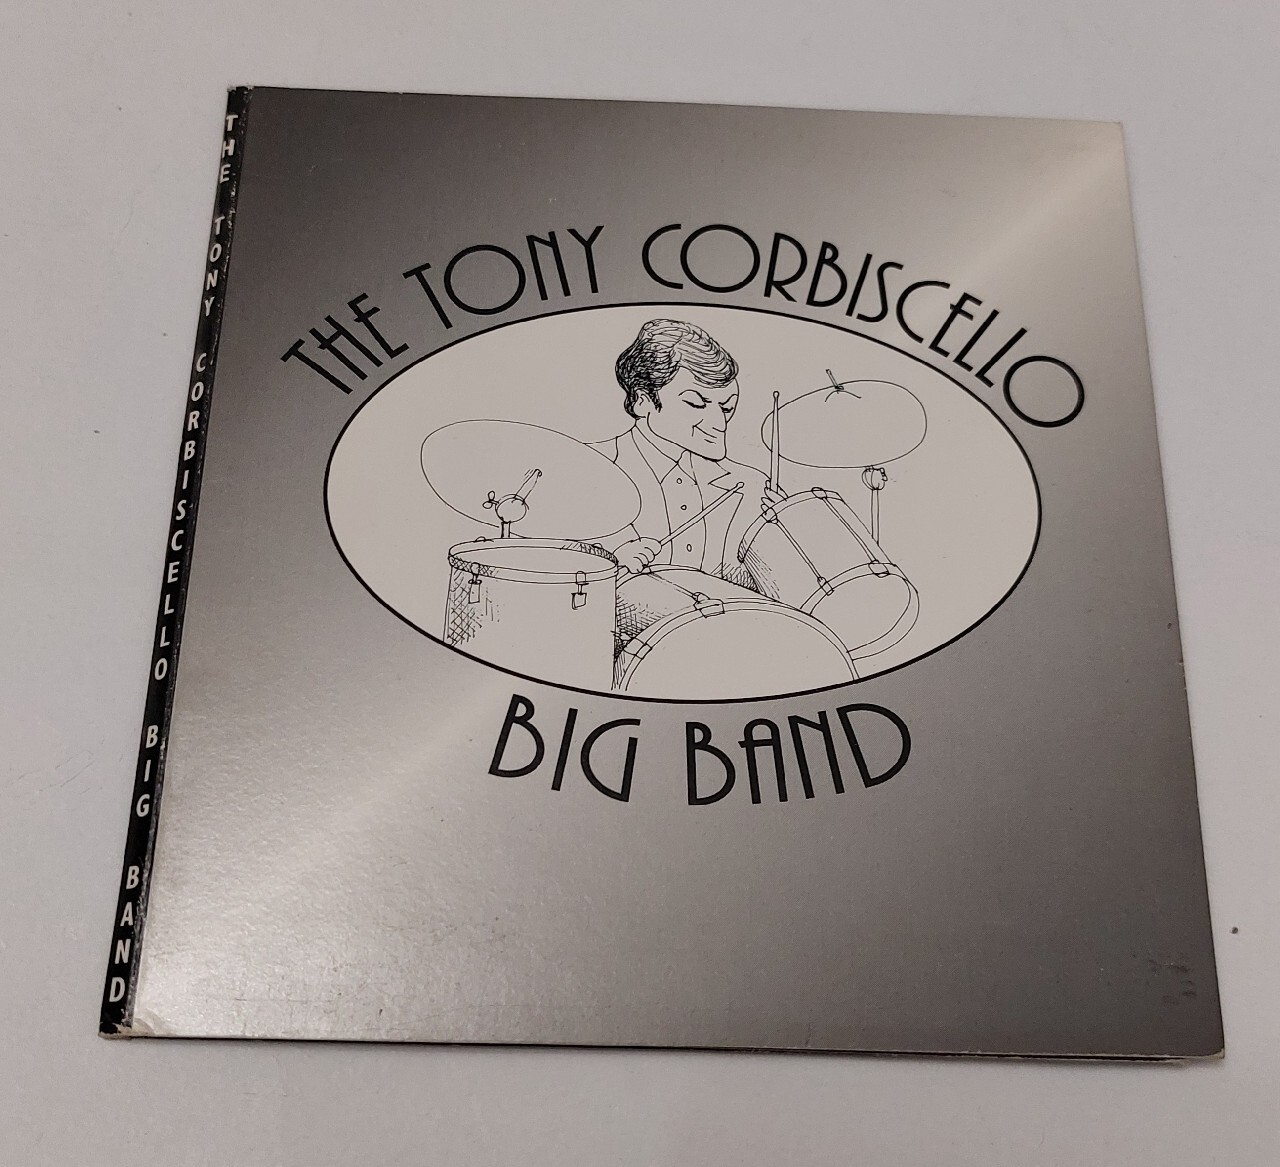 THE TONY CORBISCELLO BIG BAND
THE TONY CORBISCELLO
BIG BAND